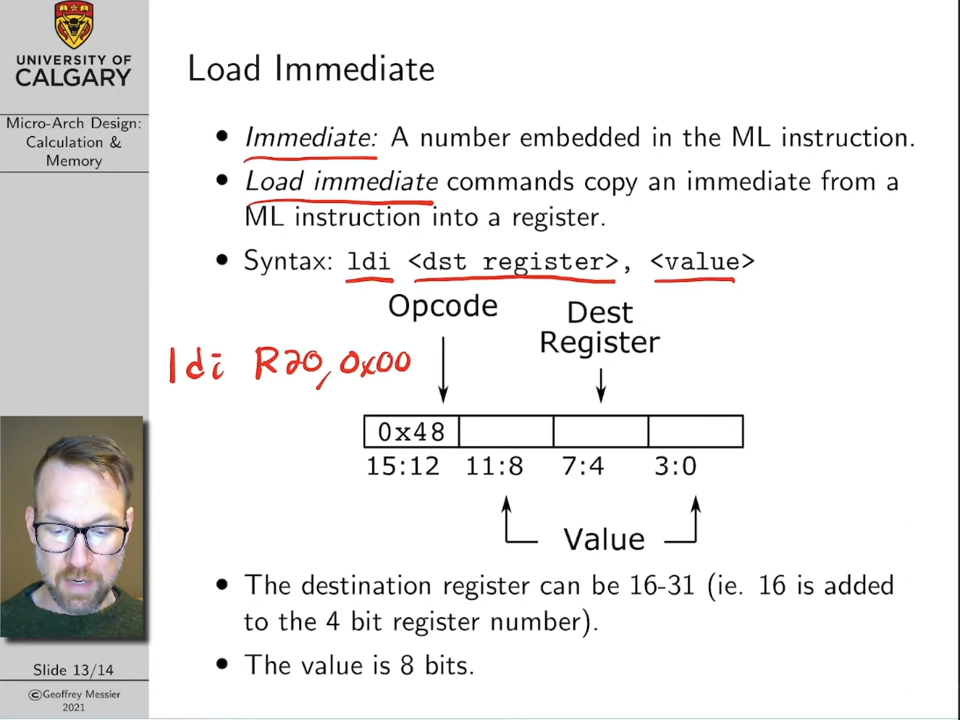 UNIVERSITY OF
CALGARY
Micro-Arch Design:
Calculation &
Memory
Load Immediate
• Immediate: A number embedded in the ML instruction.
• Load immediate commands copy an immediate from a
ML instruction into a register.
• Syntax: ldi <dst register>, <value>
Opcode
Dest
Register
ldi R20, 0x00
0x48
15:12 11:8 7:4 3:0
Value
• The destination register can be 16-31 (ie. 16 is added
to the 4 bit register number).
• The value is 8 bits.
Slide 13/14
©Geoffrey Messier
2021